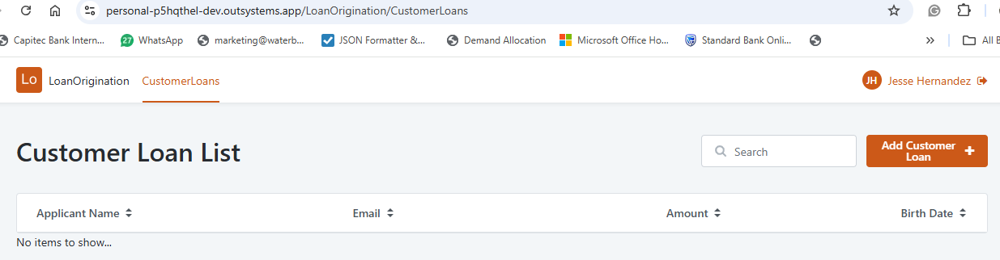 personal-p5hqthel-dev.outsystems.app/LoanOrigination/CustomerLoans
Capitec Bank Intern... 27 WhatsApp marketing@waterb... JSON Formatter &... Demand Allocation Microsoft Office Ho... Standard Bank Onli... » All B
Lo LoanOrigination CustomerLoans JH Jesse Hernandez
Customer Loan List
Search
Add Customer
Loan +
Applicant Name Email Amount Birth Date
No items to show...